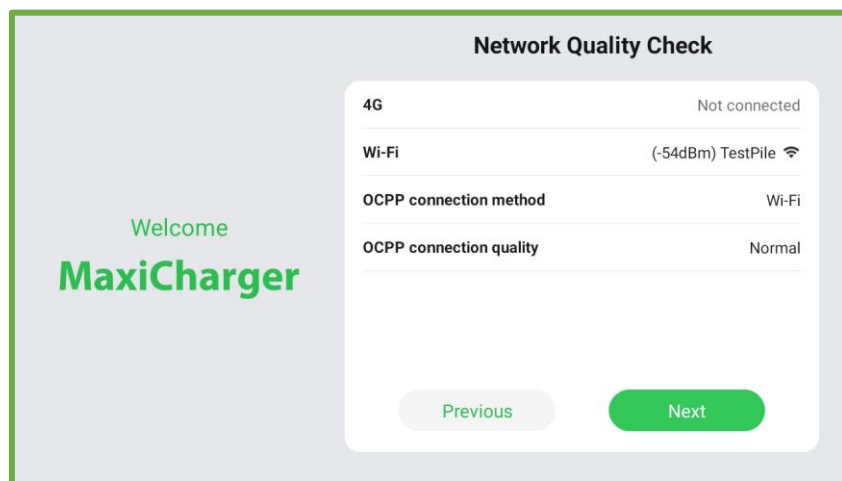 Network Quality Check
4G Not connected
Wi-Fi (-54dBm) TestPile
OCPP connection method Wi-Fi
OCPP connection quality Normal
Welcome
MaxiCharger
Previous Next